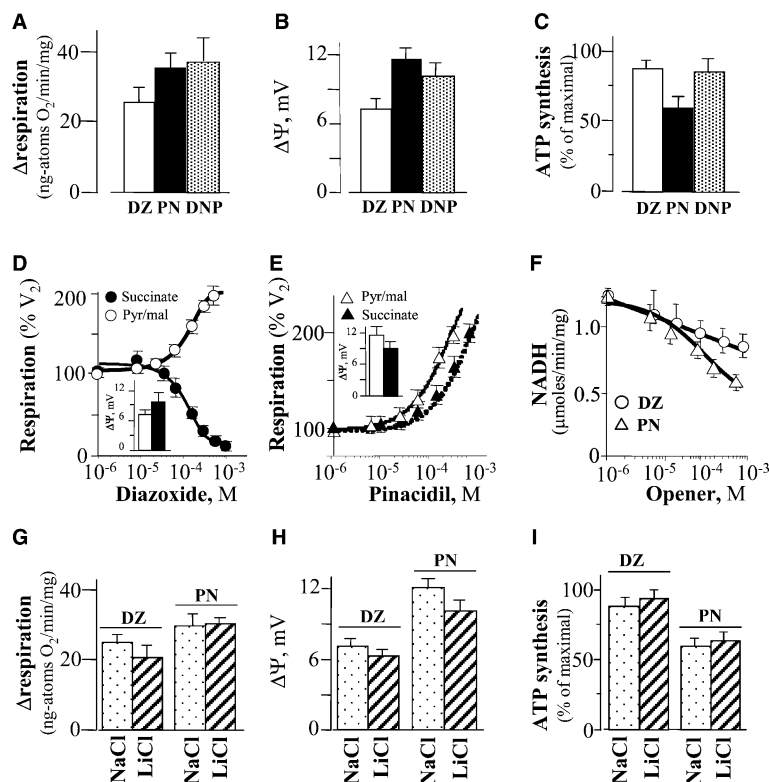 A
Δrespiration
(ng-atoms O2/min/mg)
40
20
0
DZ PN DNP
B
ΔΨ, mV
12
6
0
DZ PN DNP
C
ATP synthesis
(% of maximal)
100
50
0
DZ PN DNP
D
Respiration (% V2)
200
100
0
Succinate
Pyr/mal
ΔΨ, mV
12
6
0
10-6 10-5 10-4 10-3
Diazoxide, M
E
Respiration (% V2)
200
100
Pyr/mal
Succinate
ΔΨ, mV
12
6
0
10-6 10-5 10-4 10-3
Pinacidil, M
F
NADH
(μmoles/min/mg)
1.0
0.5
0
DZ
PN
10-6 10-5 10-4 10-3
Opener, M
G
Δrespiration
(ng-atoms O2/min/mg)
40
20
0
DZ
PN
NaCl LiCl NaCl LiCl
H
ΔΨ, mV
12
6
0
DZ
PN
NaCl LiCl NaCl LiCl
I
ATP synthesis
(% of maximal)
100
50
0
DZ
PN
NaCl LiCl NaCl LiCl